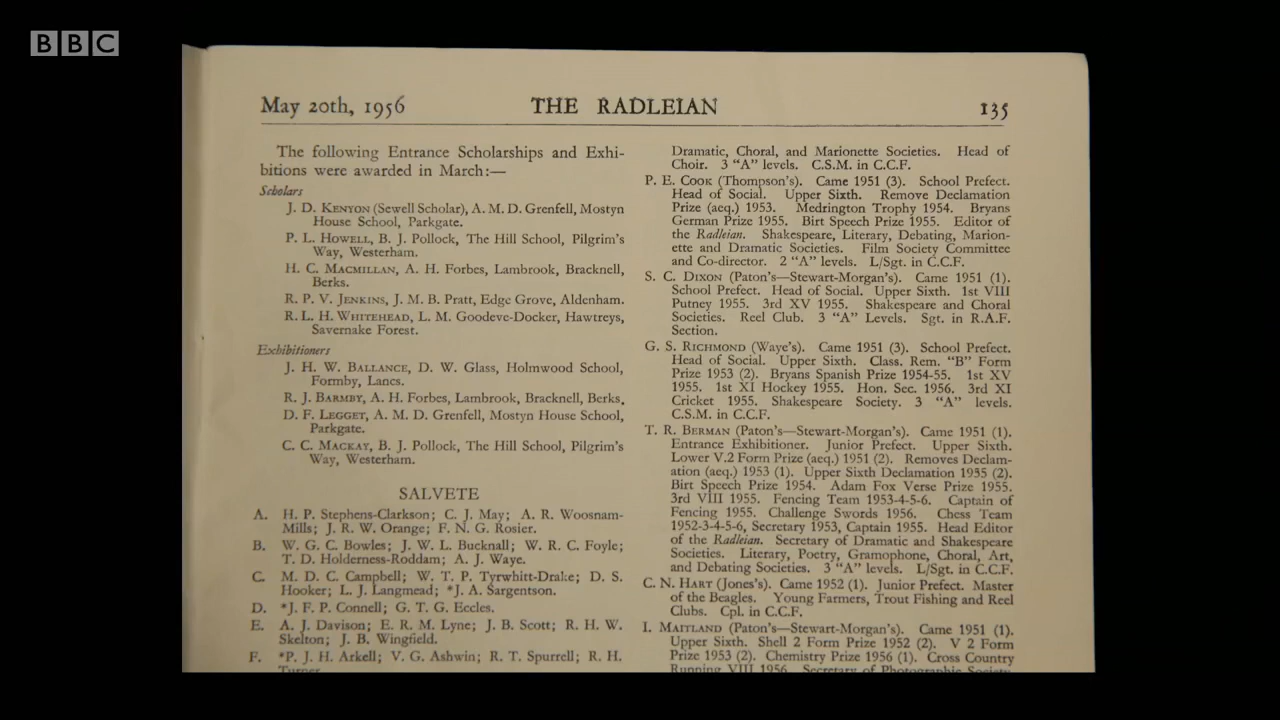 BBC
May 20th, 1956 THE RADLEIAN 135
The following Entrance Scholarships and Exhi-
bitions were awarded in March:—
Scholars
J. D. KENYON (Sewell Scholar), A. M. D. Grenfell, Mostyn
House School, Parkgate.
P. L. HOWELL, B. J. Pollock, The Hill School, Pilgrim's
Way, Westerham.
H. C. MACMILLAN, A. H. Forbes, Lambrook, Bracknell,
Berks.
R. P. V. JENKINS, J. M. B. Pratt, Edge Grove, Aldenham.
R. L. H. WHITEHEAD, L. M. Goodeve-Docker, Hawtreys,
Savernake Forest.
Exhibitioners
J. H. W. BALLANCE, D. W. Glass, Holmwood School,
Formby, Lancs.
R. J. BARMBY, A. H. Forbes, Lambrook, Bracknell, Berks.
D. F. LEGGET, A. M. D. Grenfell, Mostyn House School,
Parkgate.
C. C. MACKAY, B. J. Pollock, The Hill School, Pilgrim's
Way, Westerham.
SALVETE
A. H. P. Stephens-Clarkson; C. J. May; A. R. Woosnam-
Mills; J. R. W. Orange; F. N. G. Rosier.
B. W. G. C. Bowles; J. W. L. Bucknall; W. R. C. Foyle;
T. D. Holderness-Roddam; A. J. Waye.
C. M. D. C. Campbell; W. T. P. Tyrwhitt-Drake; D. S.
Hooker; L. J. Langmead; *J. A. Sargentson.
D. *J. F. P. Connell; G. T. G. Eccles.
E. A. J. Davison; E. R. M. Lyne; J. B. Scott; R. H. W.
Skelton; J. B. Wingfield.
F. *P. J. H. Arkell; V. G. Ashwin; R. T. Spurrell; R. H.
Turner
Dramatic, Choral, and Marionette Societies. Head of
Choir. 3 "A" levels. C.S.M. in C.C.F.
P. E. COOK (Thompson's). Came 1951 (3). School Prefect.
Head of Social. Upper Sixth. Remove Declamation
Prize (aeq.) 1953. Medrington Trophy 1954. Bryans
German Prize 1955. Birt Speech Prize 1955. Editor of
the Radleian. Shakespeare, Literary, Debating, Marion-
ette and Dramatic Societies. Film Society Committee
and Co-director. 2 "A" levels. L/Sgt. in C.C.F.
S. C. DIXON (Paton's—Stewart-Morgan's). Came 1951 (1).
School Prefect. Head of Social. Upper Sixth. 1st VIII
Putney 1955. 3rd XV 1955. Shakespeare and Choral
Societies. Reel Club. 3 "A" Levels. Sgt. in R.A.F.
Section.
G. S. RICHMOND (Waye's). Came 1951 (3). School Prefect.
Head of Social. Upper Sixth. Class. Rem. "B" Form
Prize 1953 (2). Bryans Spanish Prize 1954-55. 1st XV
1955. 1st XI Hockey 1955. Hon. Sec. 1956. 3rd XI
Cricket 1955. Shakespeare Society. 3 "A" levels.
C.S.M. in C.C.F.
T. R. BERMAN (Paton's—Stewart-Morgan's). Came 1951 (1).
Entrance Exhibitioner. Junior Prefect. Upper Sixth.
Lower V.2 Form Prize (aeq.) 1951 (2). Removes Declam-
ation (aeq.) 1953 (1). Upper Sixth Declamation 1935 (2).
Birt Speech Prize 1954. Adam Fox Verse Prize 1955.
3rd VIII 1955. Fencing Team 1953-4-5-6. Captain of
Fencing 1955. Challenge Swords 1956. Chess Team
1952-3-4-5-6, Secretary 1953, Captain 1955. Head Editor
of the Radleian. Secretary of Dramatic and Shakespeare
Societies. Literary, Poetry, Gramophone, Choral, Art,
and Debating Societies. 3 "A" levels. L/Sgt. in C.C.F.
C. N. HART (Jones's). Came 1952 (1). Junior Prefect. Master
of the Beagles. Young Farmers, Trout Fishing and Reel
Clubs. Cpl. in C.C.F.
I. MAITLAND (Paton's—Stewart-Morgan's). Came 1951 (1).
Upper Sixth. Shell 2 Form Prize 1952 (2). V 2 Form
Prize 1953 (2). Chemistry Prize 1956 (1). Cross Country
Running VIII 1956. Secretary of Photographic